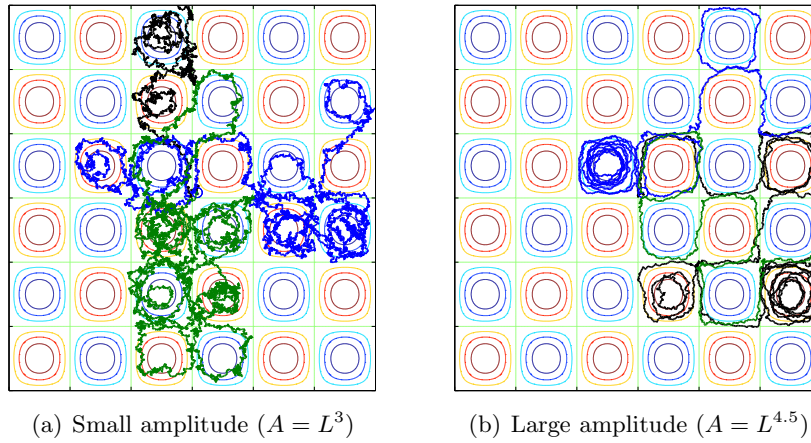 (a) Small amplitude (A = L^3)
(b) Large amplitude (A = L^{4.5})